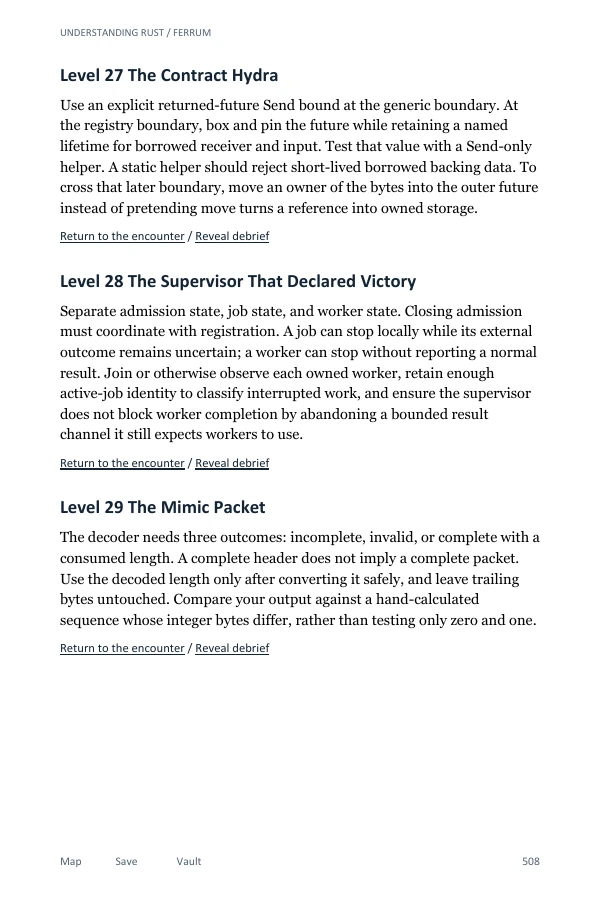 UNDERSTANDING RUST / FERRUM
Level 27 The Contract Hydra
Use an explicit returned-future Send bound at the generic boundary. At
the registry boundary, box and pin the future while retaining a named
lifetime for borrowed receiver and input. Test that value with a Send-only
helper. A static helper should reject short-lived borrowed backing data. To
cross that later boundary, move an owner of the bytes into the outer future
instead of pretending move turns a reference into owned storage.
Return to the encounter / Reveal debrief
Level 28 The Supervisor That Declared Victory
Separate admission state, job state, and worker state. Closing admission
must coordinate with registration. A job can stop locally while its external
outcome remains uncertain; a worker can stop without reporting a normal
result. Join or otherwise observe each owned worker, retain enough
active-job identity to classify interrupted work, and ensure the supervisor
does not block worker completion by abandoning a bounded result
channel it still expects workers to use.
Return to the encounter / Reveal debrief
Level 29 The Mimic Packet
The decoder needs three outcomes: incomplete, invalid, or complete with a
consumed length. A complete header does not imply a complete packet.
Use the decoded length only after converting it safely, and leave trailing
bytes untouched. Compare your output against a hand-calculated
sequence whose integer bytes differ, rather than testing only zero and one.
Return to the encounter / Reveal debrief
Map Save Vault 508